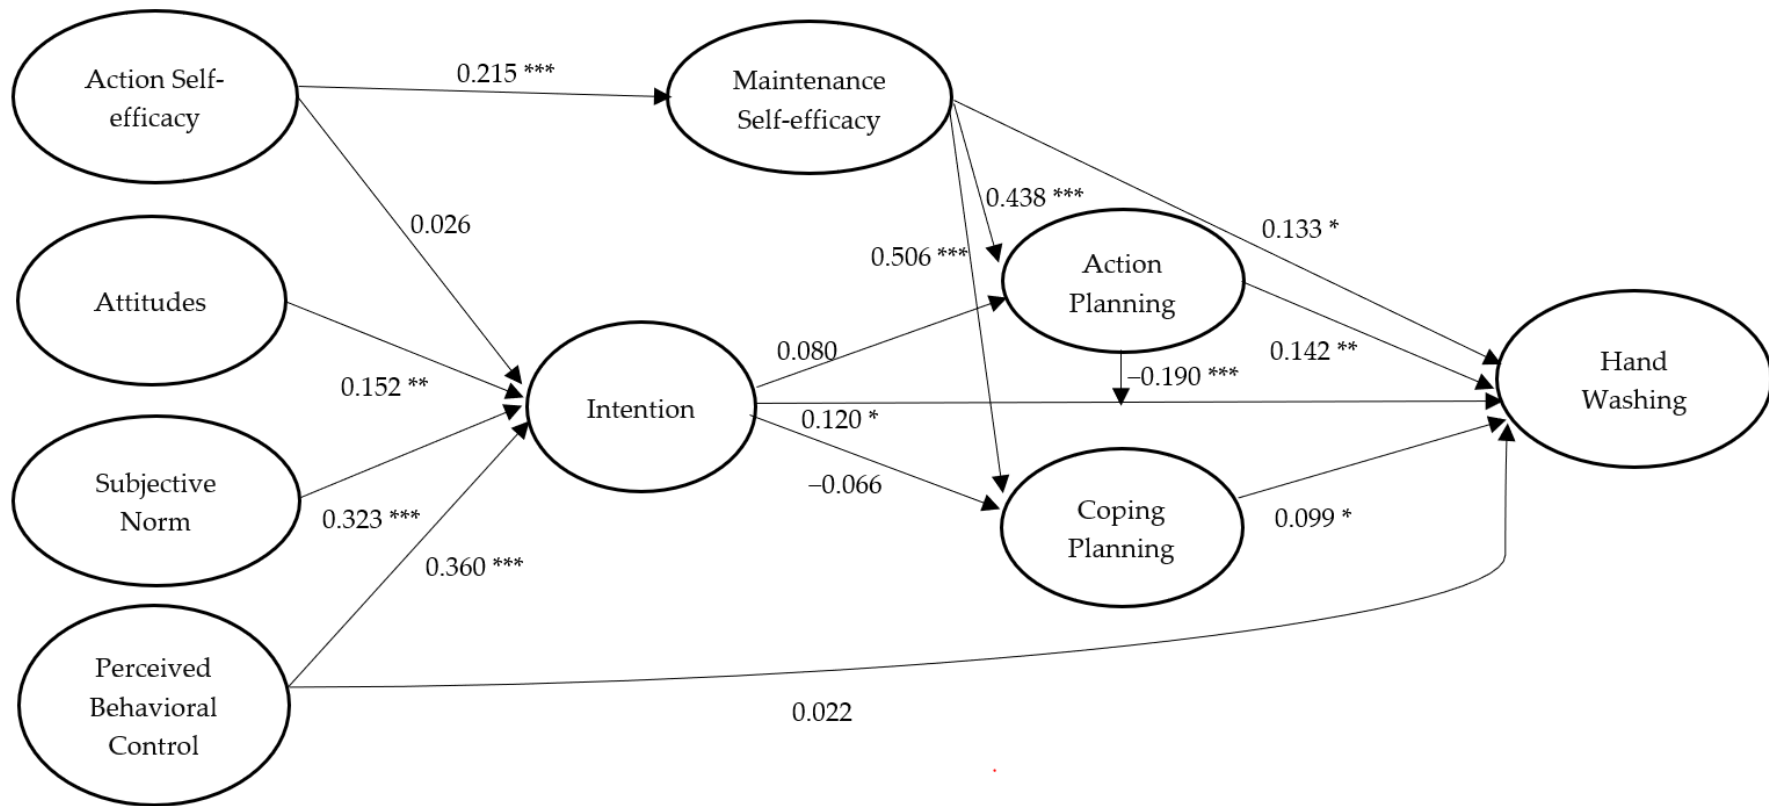 Action Self-
efficacy
0.215 ***
Maintenance
Self-efficacy
0.026
0.438 ***
0.506 ***
0.133 *
Attitudes
0.152 **
Action
Planning
0.080
Intention
0.142 **
−0.190 ***
0.120 *
Hand
Washing
Subjective
Norm
0.323 ***
−0.066
Coping
Planning
0.099 *
0.360 ***
Perceived
Behavioral
Control
0.022